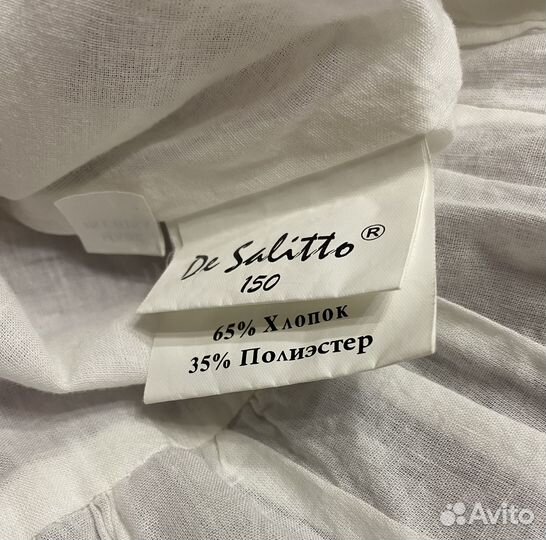 De Salitto®
150
65% Хлопок
35% Полиэстер
Avito